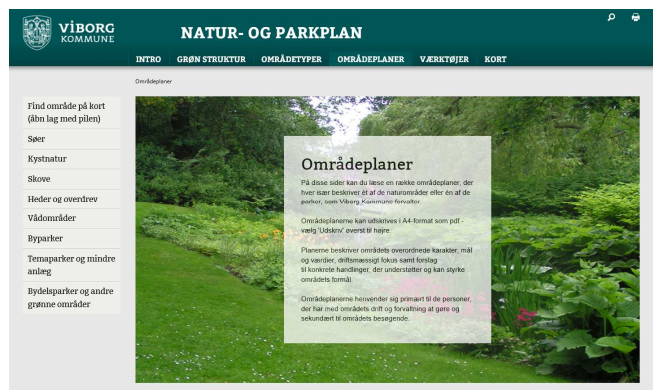 VIBORG
KOMMUNE
NATUR- OG PARKPLAN
INTRO GRØN STRUKTUR OMRÅDETYPER OMRÅDEPLANER VÆRKTØJER KORT
Områdeplaner
Find område på kort
(åbn lag med pilen)
Søer
Kystnatur
Skove
Heder og overdrev
Vådområder
Byparker
Temaparker og mindre
anlæg
Bydelsparker og andre
grønne områder
Områdeplaner
På disse sider kan du læse en række områdeplaner, der
hver især beskriver ét af de naturområder eller én af de
parker, som Viborg Kommune forvalter.
Områdeplanerne kan udskrives i A4-format som pdf -
vælg 'Udskriv' øverst til højre.
Planerne beskriver områdets overordnede karakter, mål
og værdier, driftsmæssigt fokus samt forslag
til konkrete handlinger, der understøtter og kan styrke
områdets formål.
Områdeplanerne henvender sig primært til de personer,
der har med områdets drift og forvaltning at gøre og
sekundært til områdets besøgende.